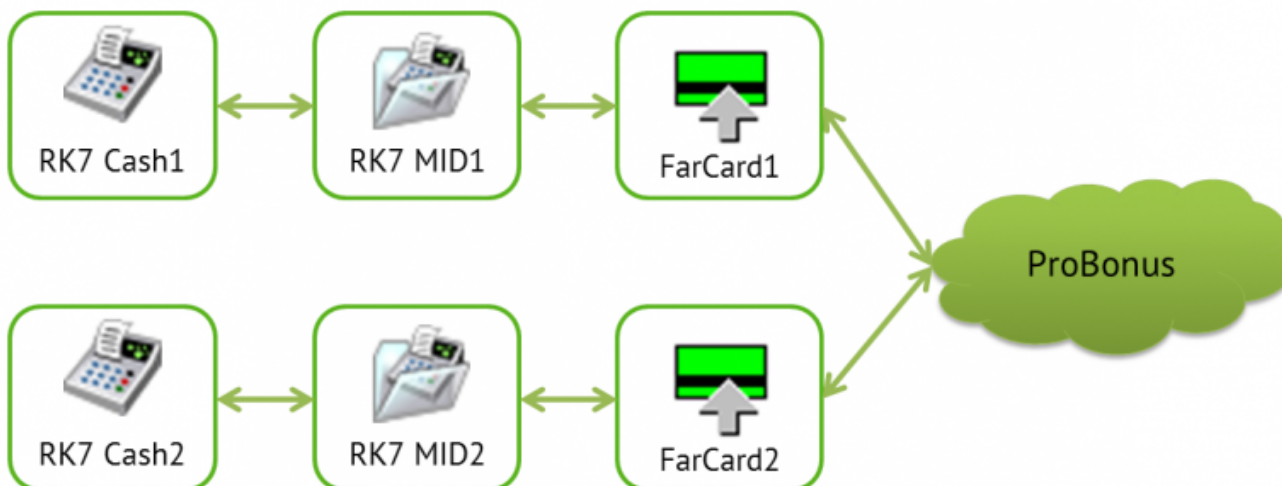 RK7 Cash1
RK7 MID1
FarCard1
ProBonus
RK7 Cash2
RK7 MID2
FarCard2